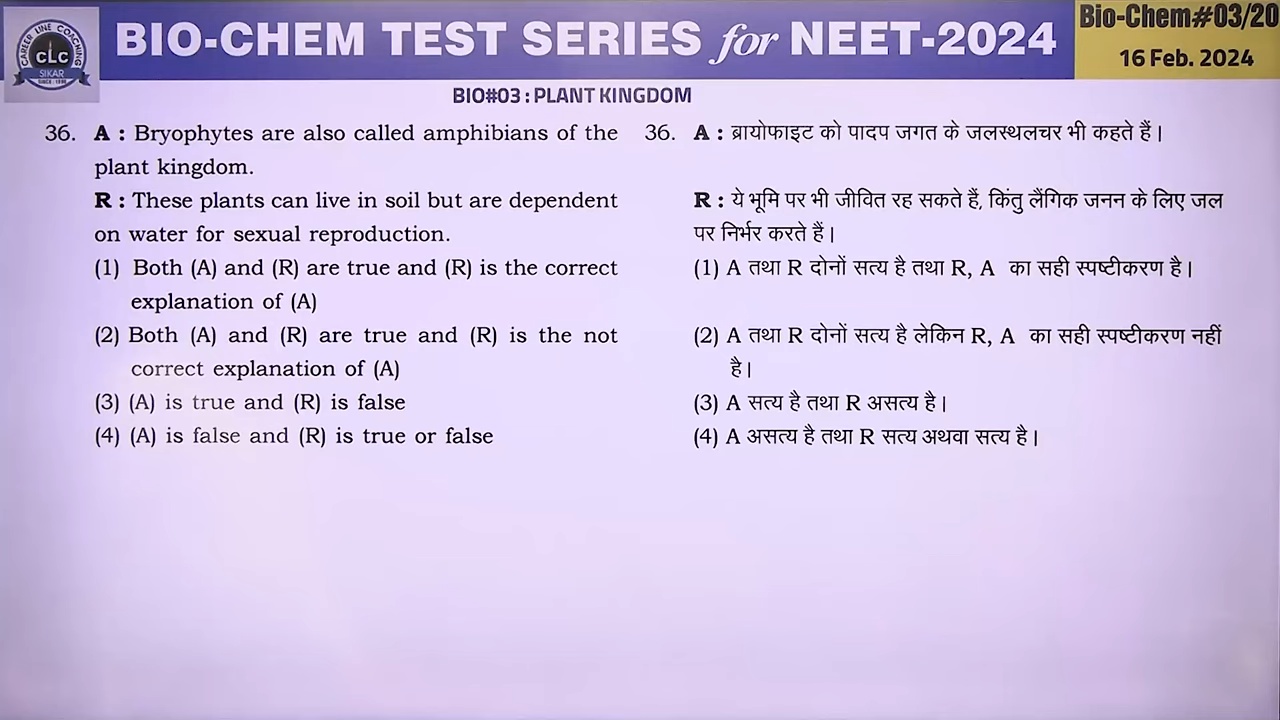 CAREER LINE COACHING
CLC
SIKAR
SINCE : 1996
BIO-CHEM TEST SERIES for NEET-2024
Bio-Chem#03/20
16 Feb. 2024
BIO#03 : PLANT KINGDOM
36. A : Bryophytes are also called amphibians of the
plant kingdom.
R : These plants can live in soil but are dependent
on water for sexual reproduction.
(1) Both (A) and (R) are true and (R) is the correct
explanation of (A)
(2) Both (A) and (R) are true and (R) is the not
correct explanation of (A)
(3) (A) is true and (R) is false
(4) (A) is false and (R) is true or false
36. A : ब्रायोफाइट को पादप जगत के जलस्थलचर भी कहते हैं।
R : ये भूमि पर भी जीवित रह सकते हैं, किंतु लैंगिक जनन के लिए जल
पर निर्भर करते हैं।
(1) A तथा R दोनों सत्य है तथा R, A का सही स्पष्टीकरण है।
(2) A तथा R दोनों सत्य है लेकिन R, A का सही स्पष्टीकरण नहीं
है।
(3) A सत्य है तथा R असत्य है।
(4) A असत्य है तथा R सत्य अथवा सत्य है।